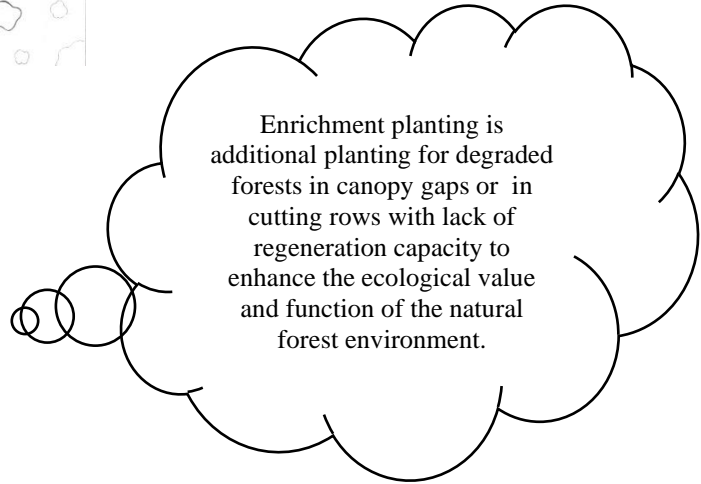 Enrichment planting is
additional planting for degraded
forests in canopy gaps or in
cutting rows with lack of
regeneration capacity to
enhance the ecological value
and function of the natural
forest environment.